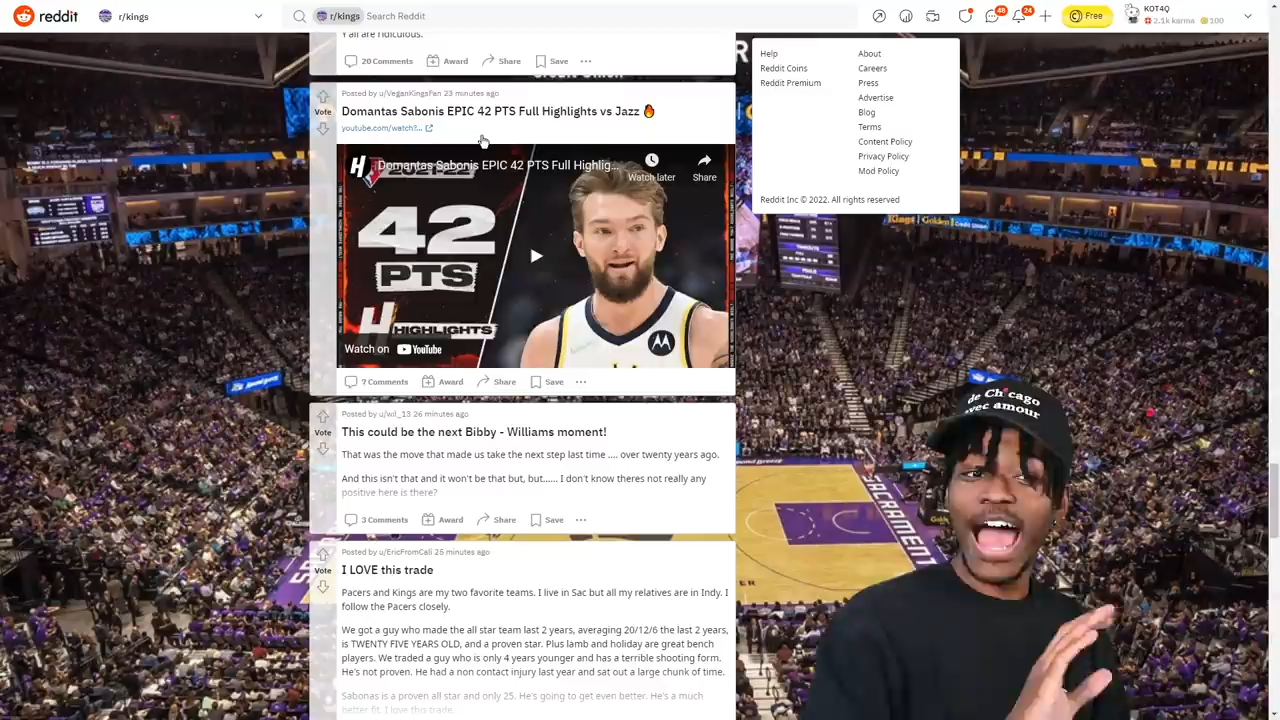 reddit
r/kings
r/kings Search Reddit
48
24
Free
KOT4Q
2.1k karma 100
Y'all are ridiculous.
20 Comments Award Share Save
Help About
Reddit Coins Careers
Reddit Premium Press
Advertise
Blog
Terms
Content Policy
Privacy Policy
Mod Policy
Reddit Inc © 2022. All rights reserved
Posted by u/VeganKingsFan 23 minutes ago
Vote
Domantas Sabonis EPIC 42 PTS Full Highlights vs Jazz 🔥
youtube.com/watch?...
Domantas Sabonis EPIC 42 PTS Full Highlig...
Watch later Share
42
PTS
H
HIGHLIGHTS
Watch on YouTube
7 Comments Award Share Save
Posted by u/wil_13 26 minutes ago
Vote
This could be the next Bibby - Williams moment!
That was the move that made us take the next step last time .... over twenty years ago.
And this isn't that and it won't be that but, but...... I don't know theres not really any
positive here is there?
3 Comments Award Share Save
Posted by u/EricFromCali 25 minutes ago
Vote
I LOVE this trade
Pacers and Kings are my two favorite teams. I live in Sac but all my relatives are in Indy. I
follow the Pacers closely.
We got a guy who made the all star team last 2 years, averaging 20/12/6 the last 2 years,
is TWENTY FIVE YEARS OLD, and a proven star. Plus lamb and holiday are great bench
players. We traded a guy who is only 4 years younger and has a terrible shooting form.
He's not proven. He had a non contact injury last year and sat out a large chunk of time.
Sabonas is a proven all star and only 25. He's going to get even better. He's a much
better fit. I love this trade.
de Chicago
avec amour
SACRAMENTO
Kings
Golden